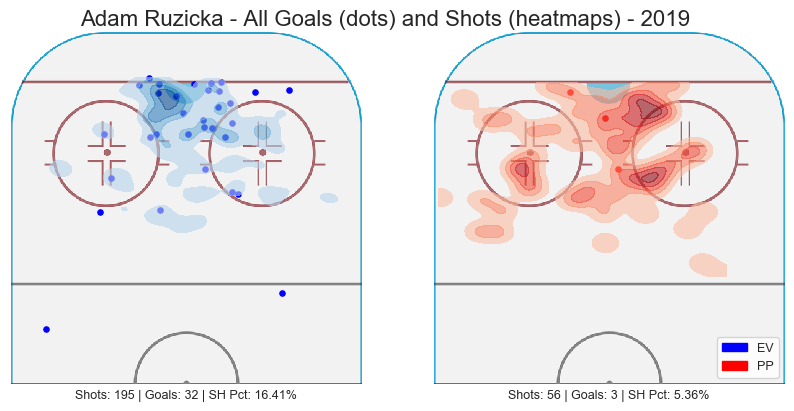 Adam Ruzicka - All Goals (dots) and Shots (heatmaps) - 2019
EV
PP
Shots: 195 | Goals: 32 | SH Pct: 16.41%
Shots: 56 | Goals: 3 | SH Pct: 5.36%